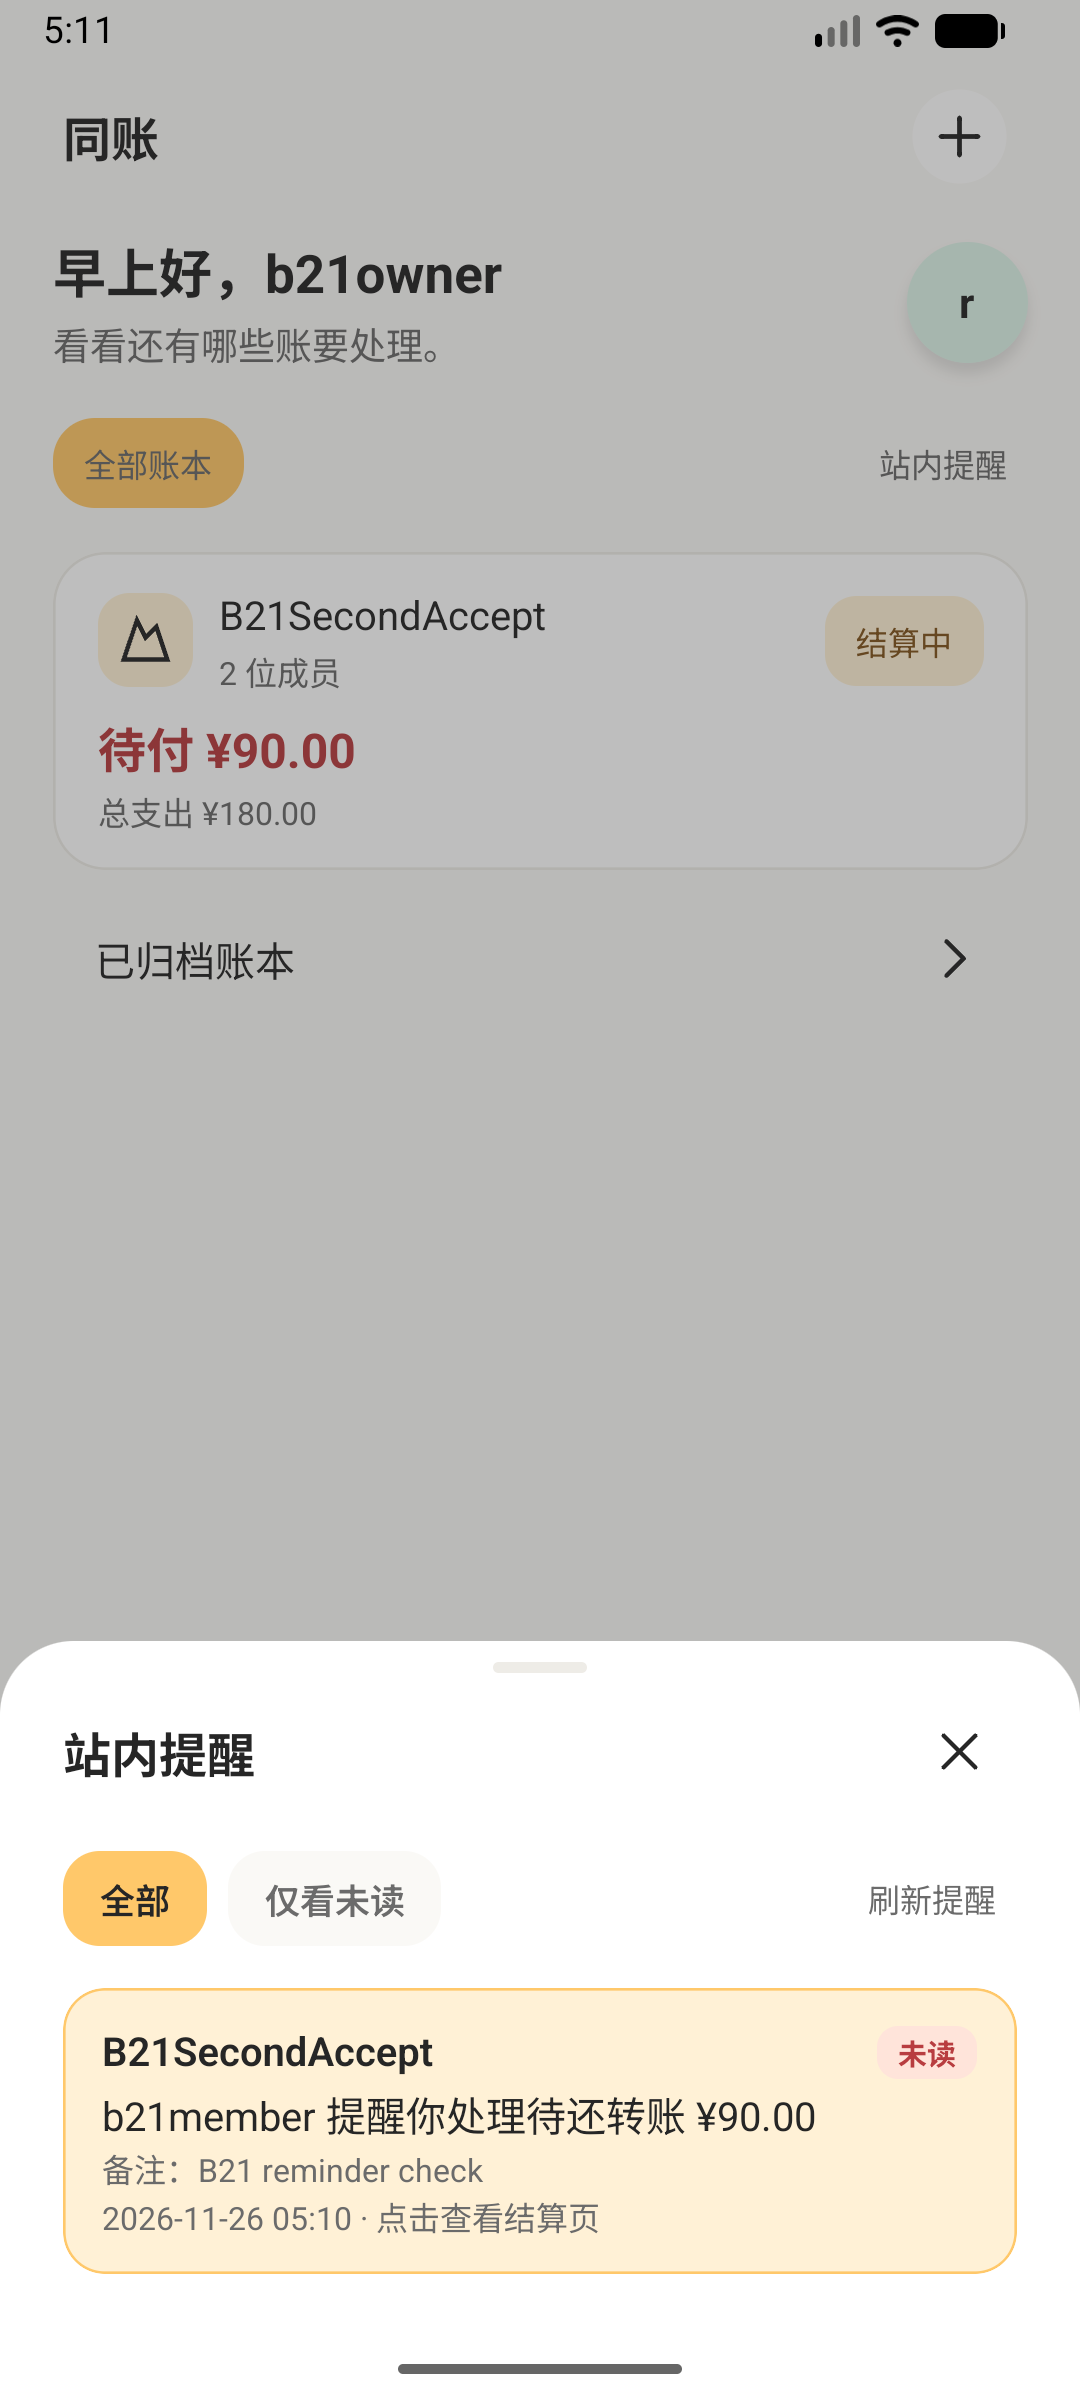 5:11
同账
早上好，b21owner
r
看看还有哪些账要处理。
全部账本
站内提醒
B21SecondAccept
2 位成员
结算中
待付 ¥90.00
总支出 ¥180.00
已归档账本
站内提醒
全部
仅看未读
刷新提醒
B21SecondAccept
未读
b21member 提醒你处理待还转账 ¥90.00
备注：B21 reminder check
2026-11-26 05:10 · 点击查看结算页